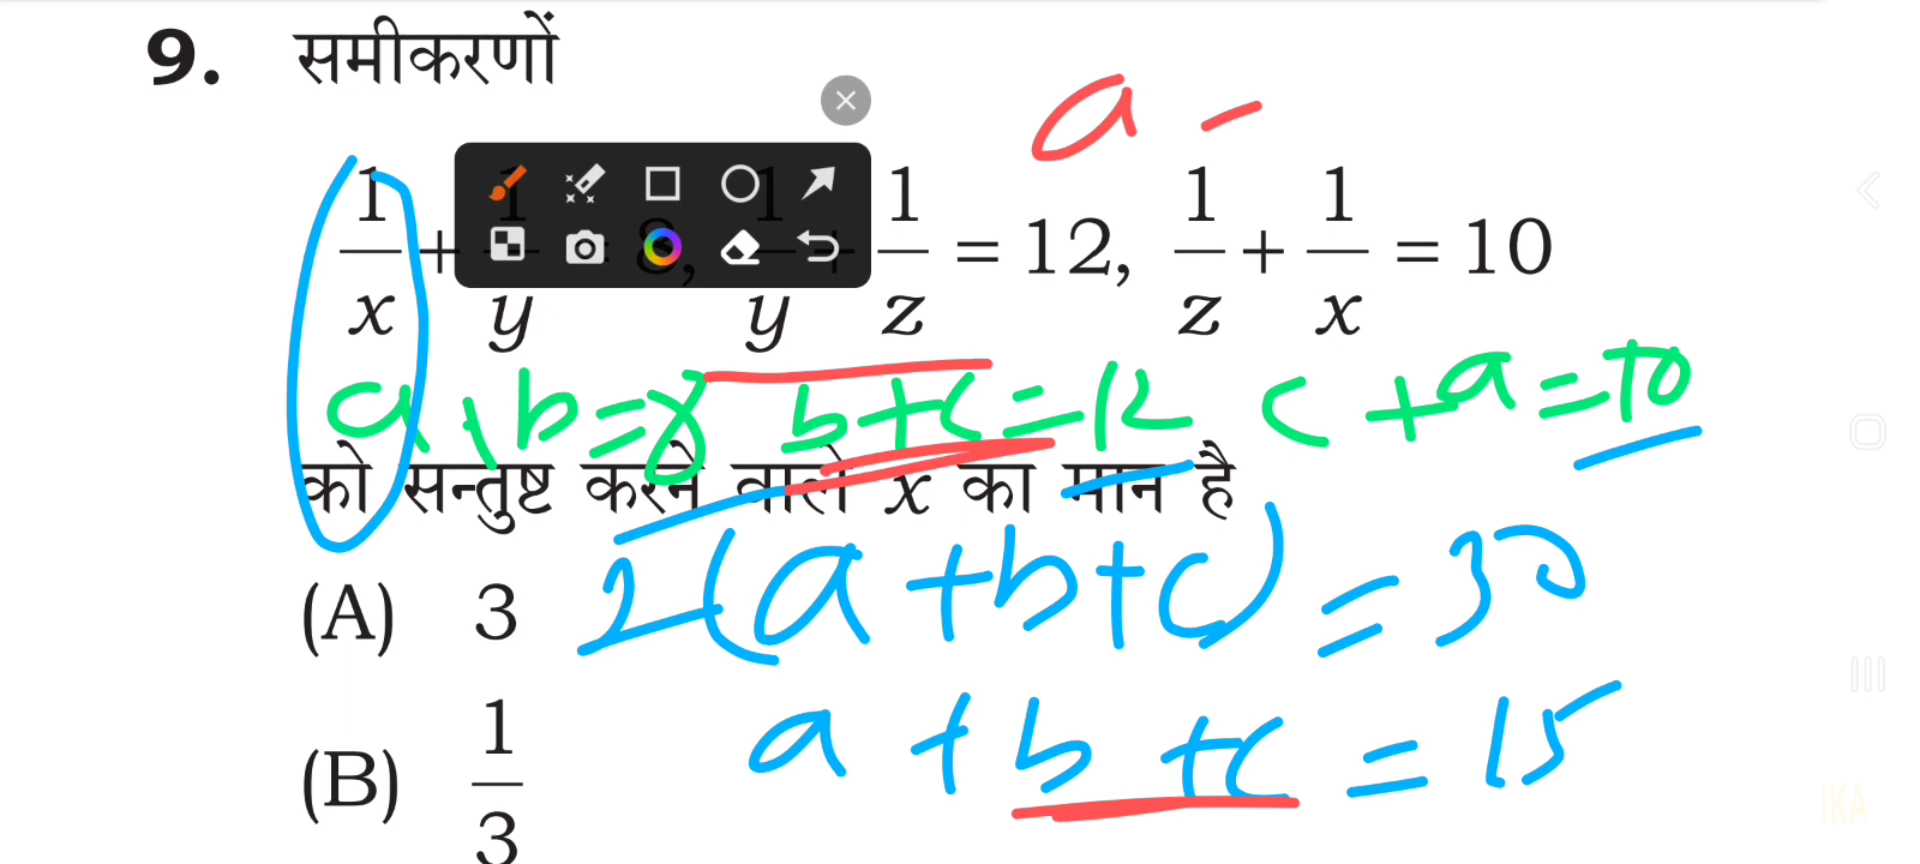 9. समीकरणों
a -
1/x + 1/y = 8, 1/y + 1/z = 12, 1/z + 1/x = 10
a + b = 8 b+c = 12 c + a = 10
को सन्तुष्ट करने वाले x का मान है
(A) 3 2(a+b+c) = 30
(B) 1/3 a + b + c = 15
IKA